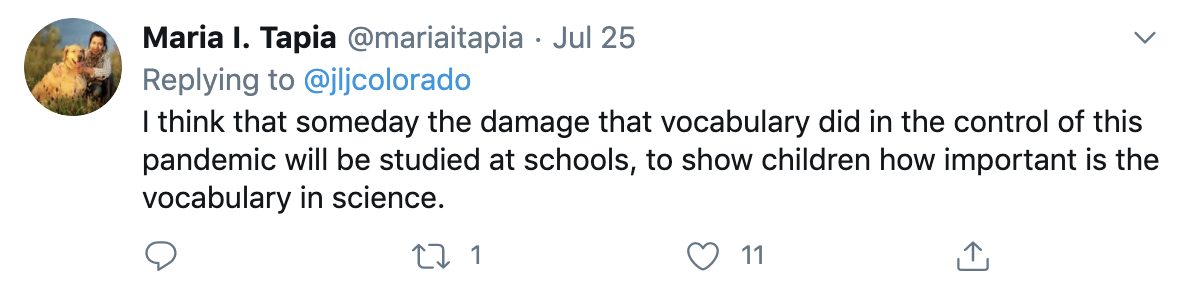 Maria I. Tapia @mariaitapia · Jul 25
Replying to @jljcolorado
I think that someday the damage that vocabulary did in the control of this
pandemic will be studied at schools, to show children how important is the
vocabulary in science.
1 11